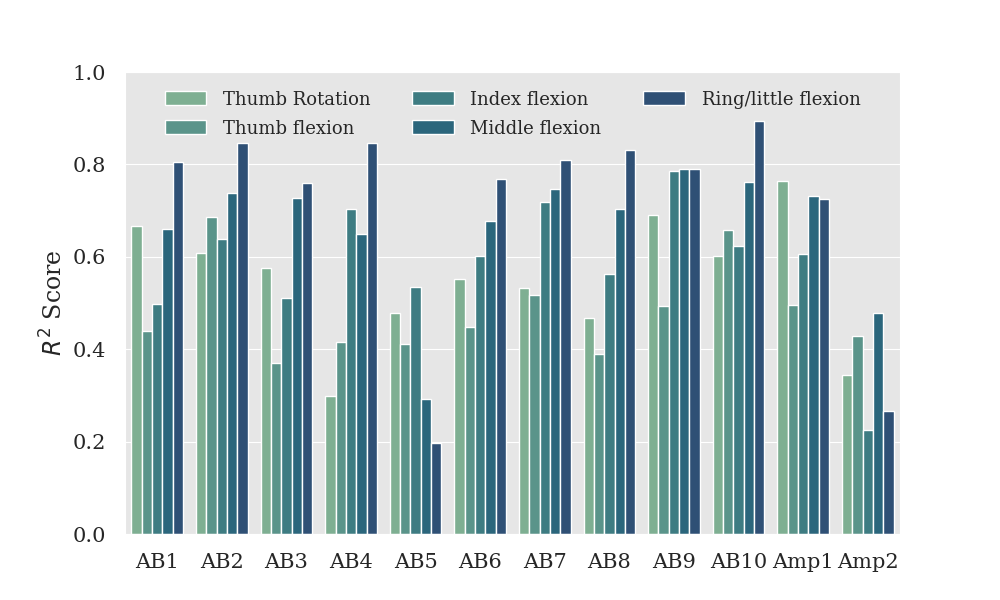 1.0
0.8
0.6
0.4
0.2
0.0
R² Score
Thumb Rotation
Thumb flexion
Index flexion
Middle flexion
Ring/little flexion
AB1 AB2 AB3 AB4 AB5 AB6 AB7 AB8 AB9 AB10 Amp1 Amp2